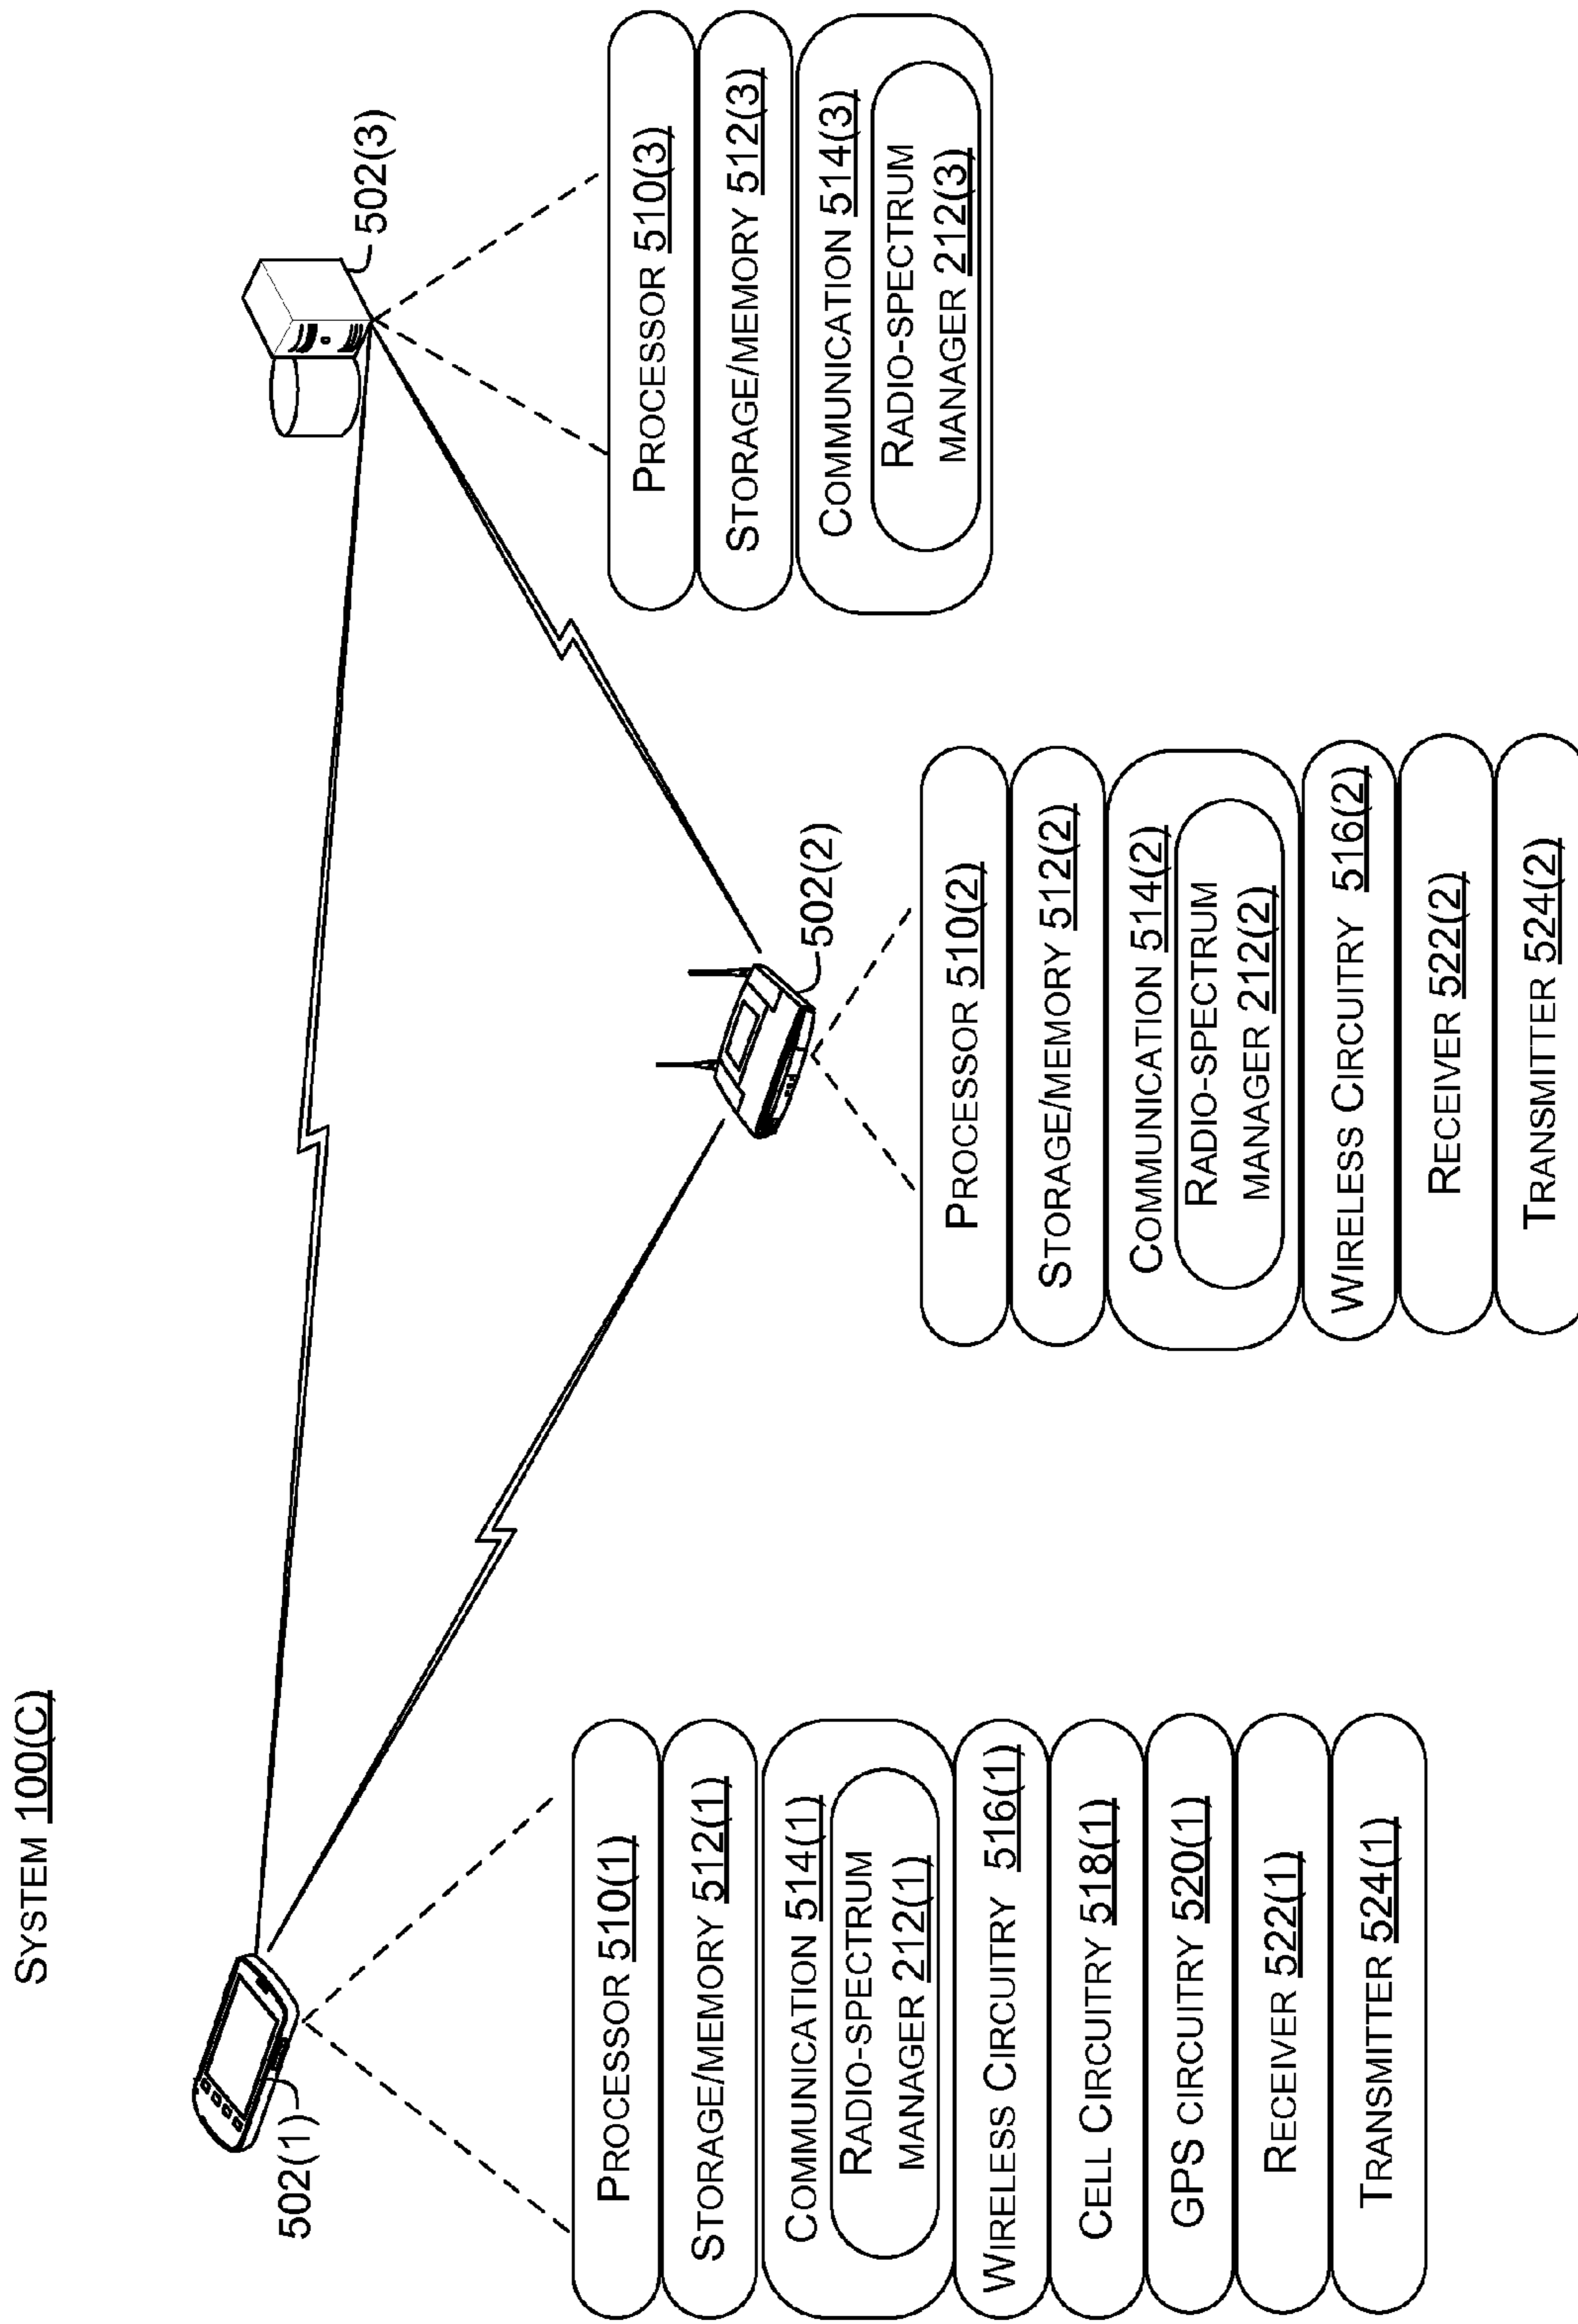 SYSTEM 100(C)
502(1)
502(2)
502(3)
PROCESSOR 510(1)
STORAGE/MEMORY 512(1)
COMMUNICATION 514(1)
RADIO-SPECTRUM
MANAGER 212(1)
WIRELESS CIRCUITRY 516(1)
CELL CIRCUITRY 518(1)
GPS CIRCUITRY 520(1)
RECEIVER 522(1)
TRANSMITTER 524(1)
PROCESSOR 510(2)
STORAGE/MEMORY 512(2)
COMMUNICATION 514(2)
RADIO-SPECTRUM
MANAGER 212(2)
WIRELESS CIRCUITRY 516(2)
RECEIVER 522(2)
TRANSMITTER 524(2)
PROCESSOR 510(3)
STORAGE/MEMORY 512(3)
COMMUNICATION 514(3)
RADIO-SPECTRUM
MANAGER 212(3)